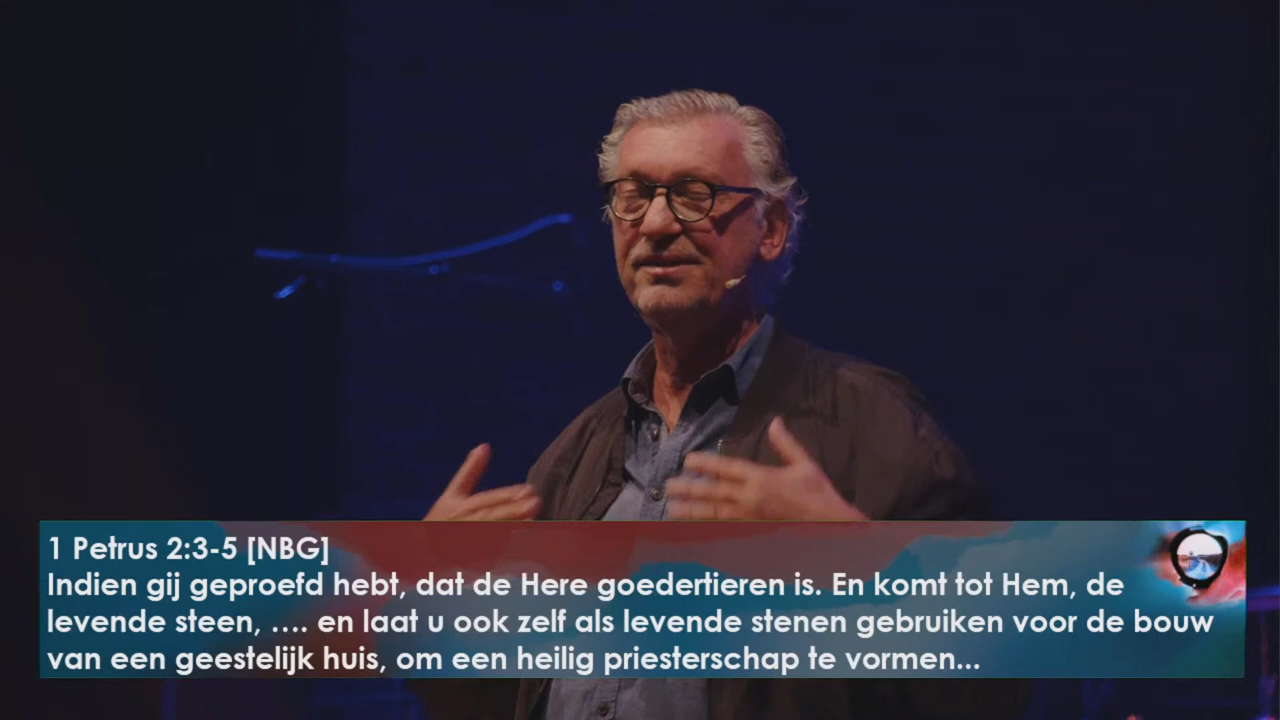 1 Petrus 2:3-5 [NBG]
Indien gij geproefd hebt, dat de Here goedertieren is. En komt tot Hem, de
levende steen, .... en laat u ook zelf als levende stenen gebruiken voor de bouw
van een geestelijk huis, om een heilig priesterschap te vormen...